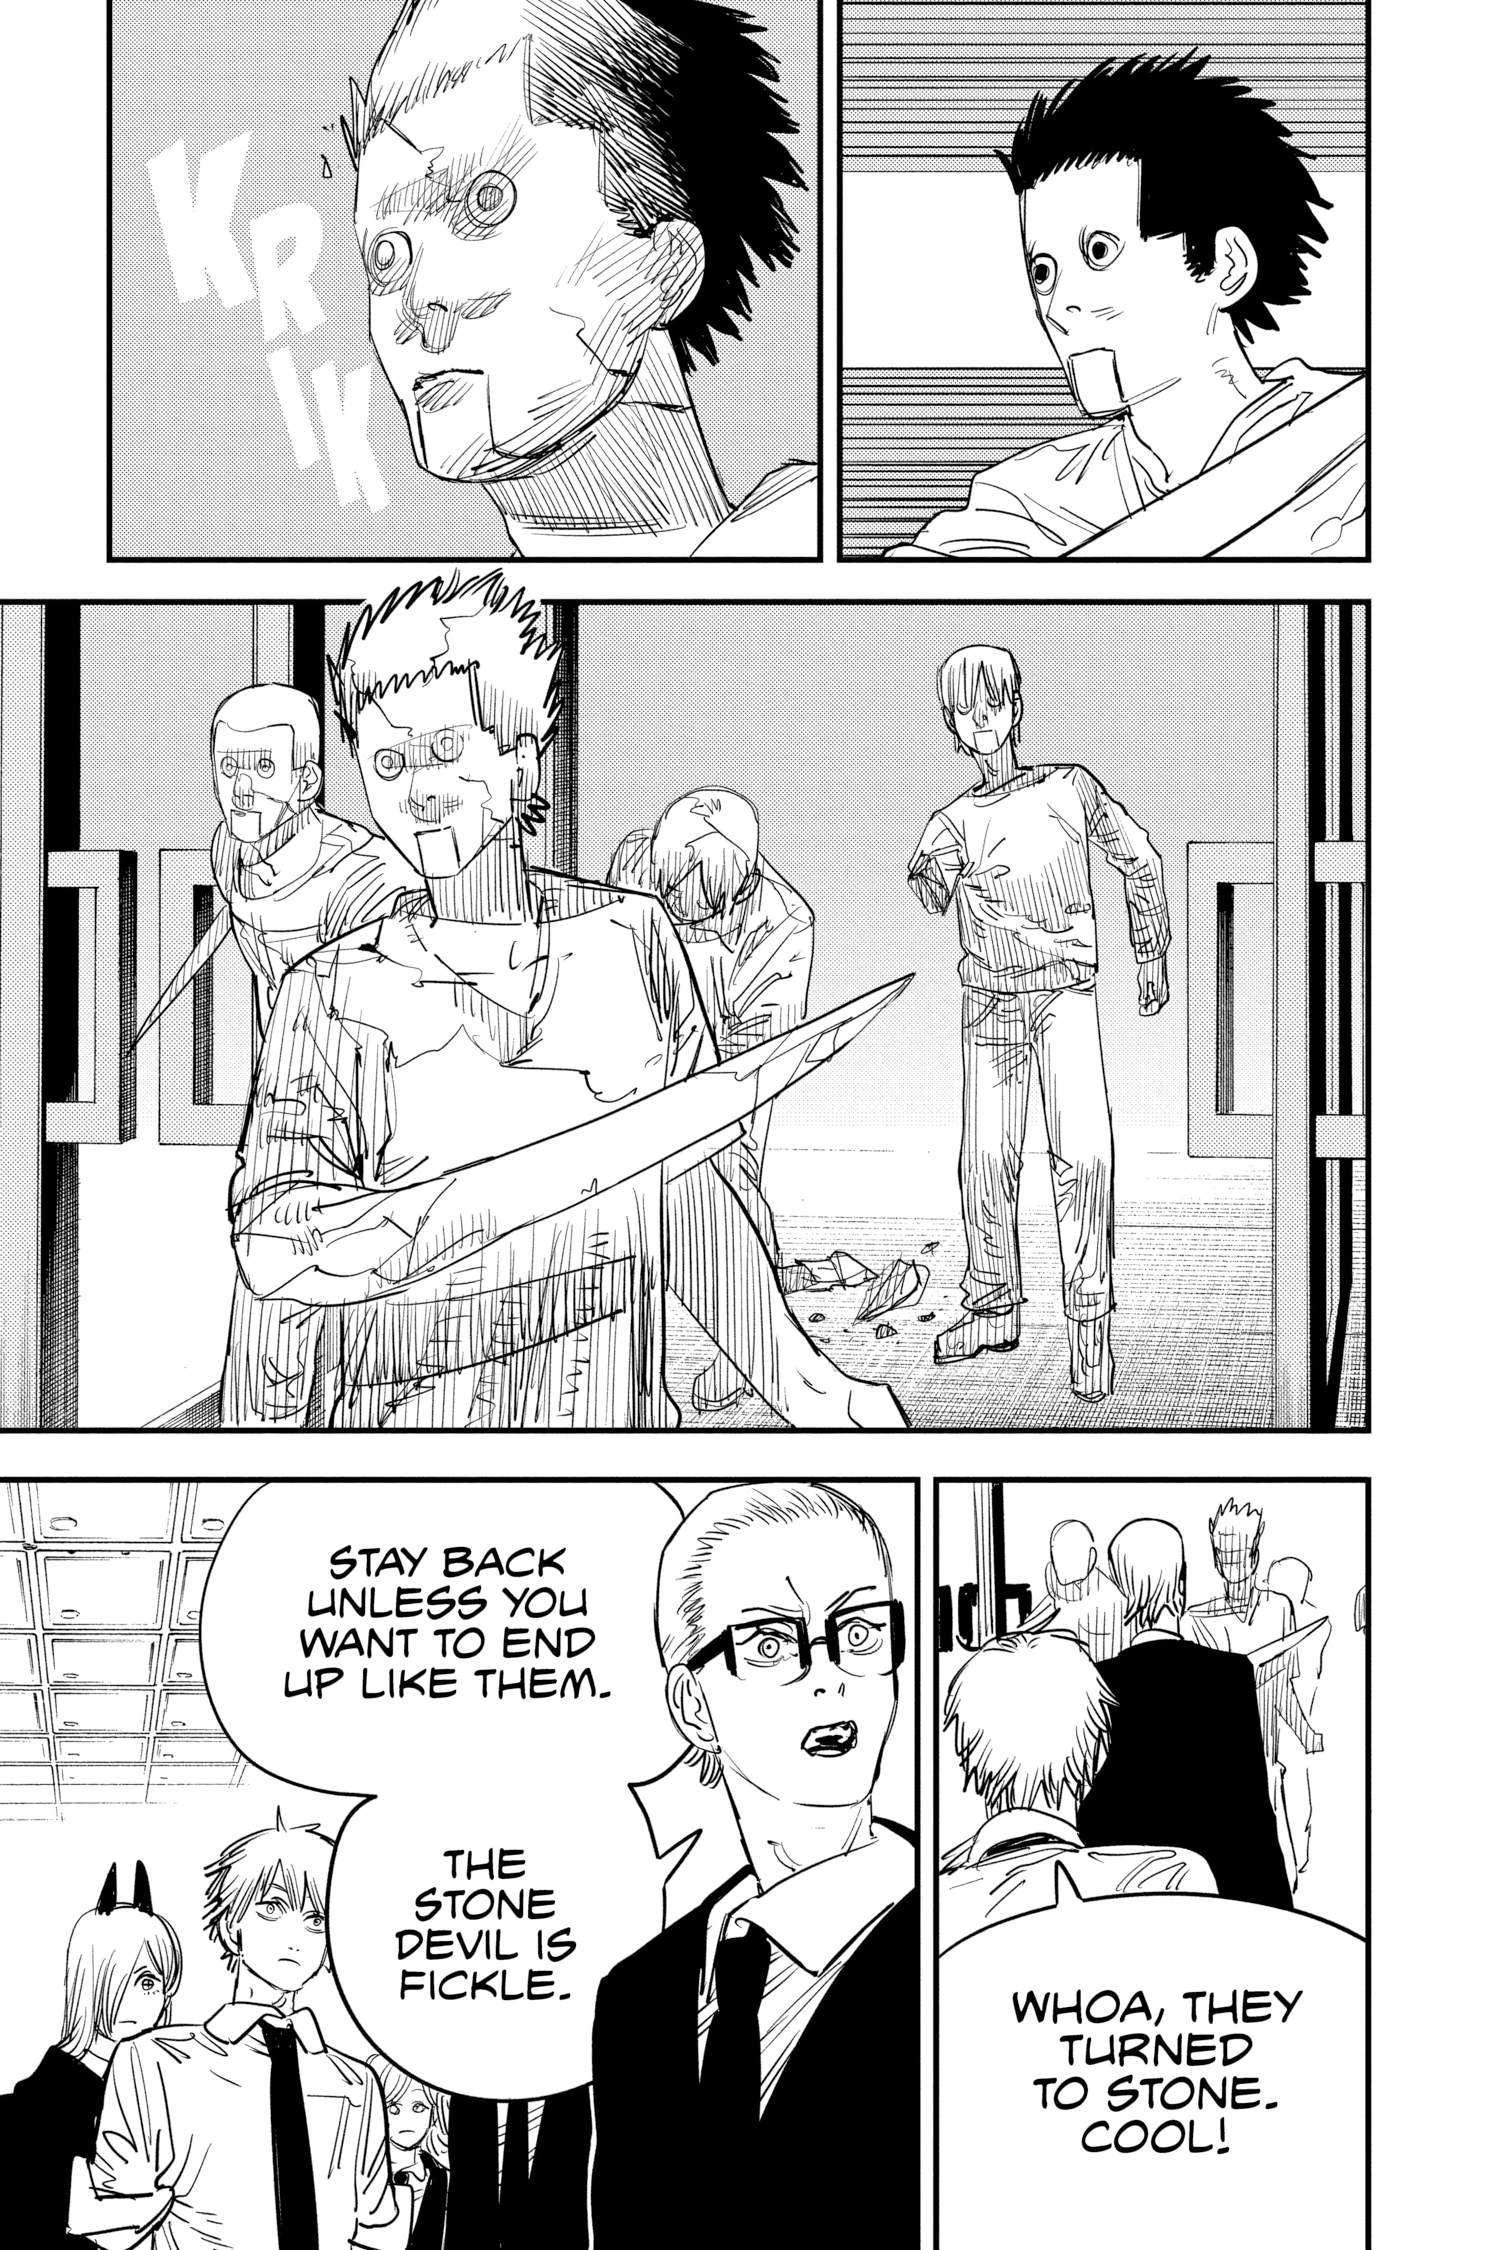 KRIK
WHOA, THEY
TURNED
TO STONE.
COOL!
STAY BACK
UNLESS YOU
WANT TO END
UP LIKE THEM.
THE
STONE
DEVIL IS
FICKLE.